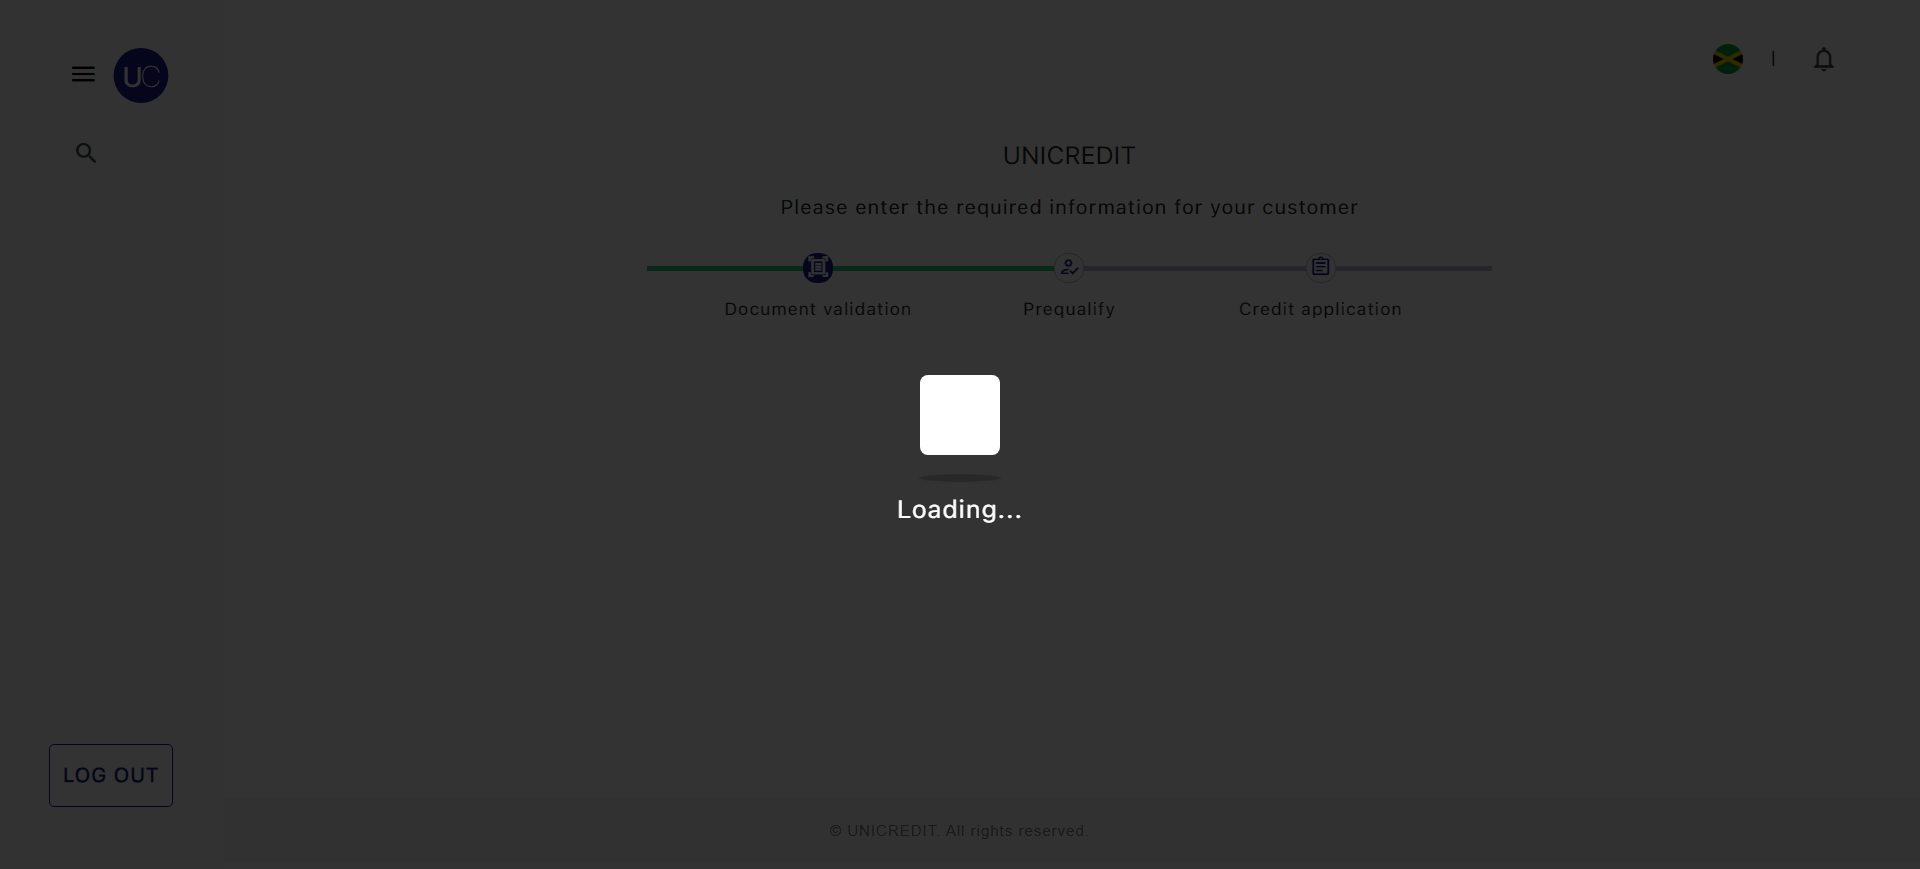 UC
UNICREDIT
Please enter the required information for your customer
Document validation
Prequalify
Credit application
Loading...
LOG OUT
© UNICREDIT. All rights reserved.